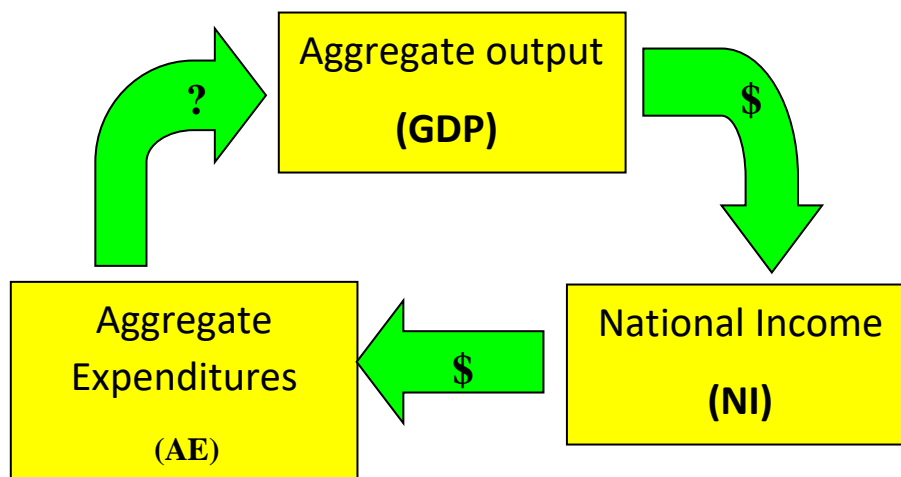 Aggregate output
(GDP)
?
$
Aggregate
Expenditures
(AE)
$
National Income
(NI)